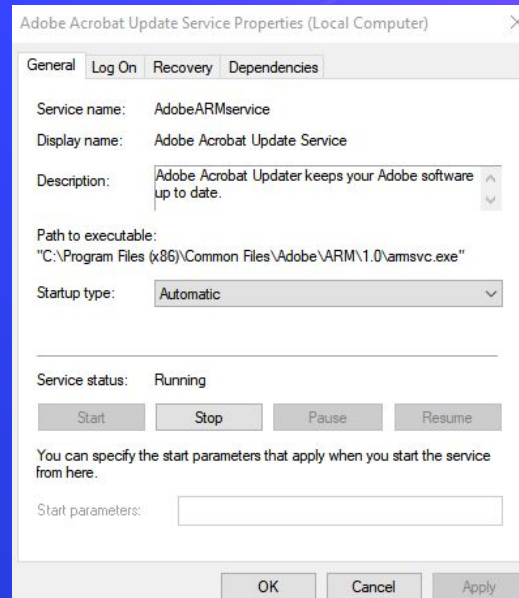 Adobe Acrobat Update Service Properties (Local Computer)
General Log On Recovery Dependencies
Service name: AdobeARMservice
Display name: Adobe Acrobat Update Service
Description: Adobe Acrobat Updater keeps your Adobe software
up to date.
Path to executable:
"C:\Program Files (x86)\Common Files\Adobe\ARM\1.0\armsvc.exe"
Startup type: Automatic
Service status: Running
Start Stop Pause Resume
You can specify the start parameters that apply when you start the service
from here.
Start parameters:
OK Cancel Apply